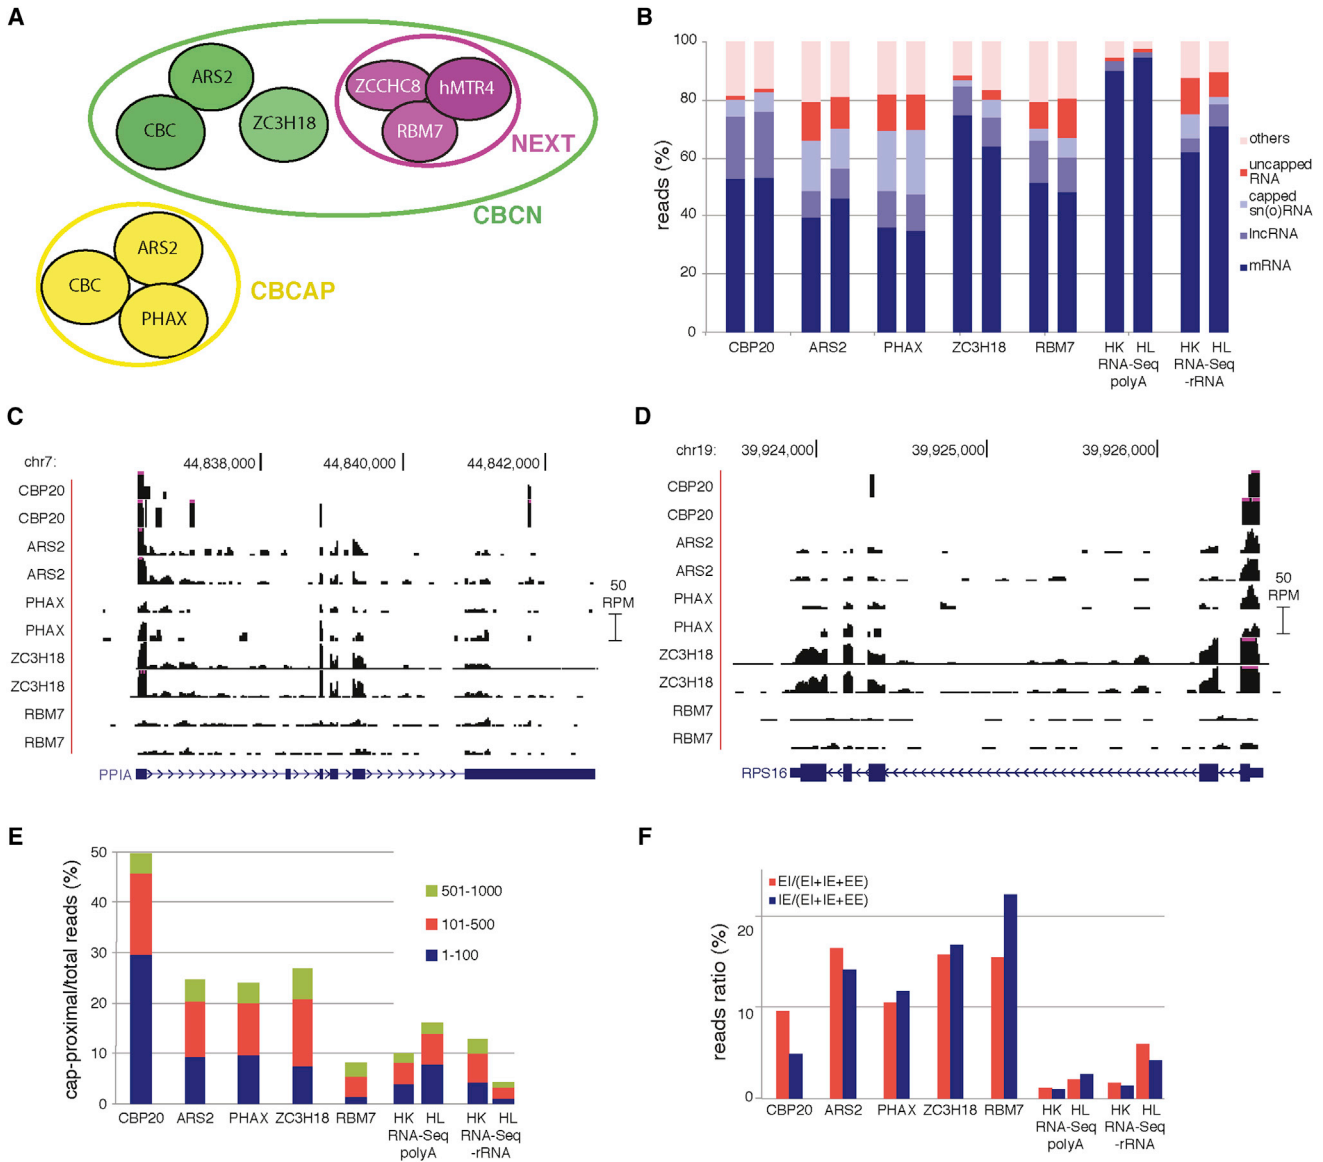 A
ARS2
CBC
ZC3H18
ZCCHC8
hMTR4
RBM7
NEXT
CBCN
ARS2
CBC
PHAX
CBCAP
B
reads (%)
100
80
60
40
20
0
CBP20
ARS2
PHAX
ZC3H18
RBM7
HK HL
RNA-Seq
polyA
HK HL
RNA-Seq
-rRNA
others
uncapped
RNA
capped
sn(o)RNA
lncRNA
mRNA
C
chr7:
44,838,000
44,840,000
44,842,000
CBP20
CBP20
ARS2
ARS2
PHAX
PHAX
ZC3H18
ZC3H18
RBM7
RBM7
PPIA
50
RPM
D
chr19:
39,924,000
39,925,000
39,926,000
CBP20
CBP20
ARS2
ARS2
PHAX
PHAX
ZC3H18
ZC3H18
RBM7
RBM7
RPS16
50
RPM
E
cap-proximal/total reads (%)
50
40
30
20
10
0
501-1000
101-500
1-100
CBP20
ARS2
PHAX
ZC3H18
RBM7
HK HL
RNA-Seq
polyA
HK HL
RNA-Seq
-rRNA
F
reads ratio (%)
20
10
0
EI/(EI+IE+EE)
IE/(EI+IE+EE)
CBP20
ARS2
PHAX
ZC3H18
RBM7
HK HL
RNA-Seq
polyA
HK HL
RNA-Seq
-rRNA